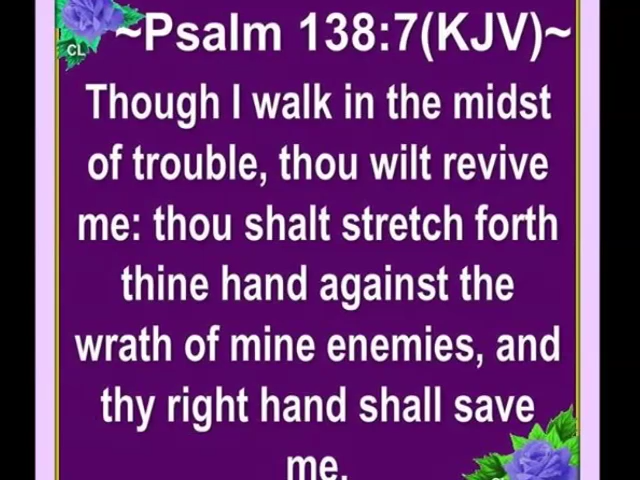 CL
~Psalm 138:7(KJV)~
Though I walk in the midst
of trouble, thou wilt revive
me: thou shalt stretch forth
thine hand against the
wrath of mine enemies, and
thy right hand shall save
me.